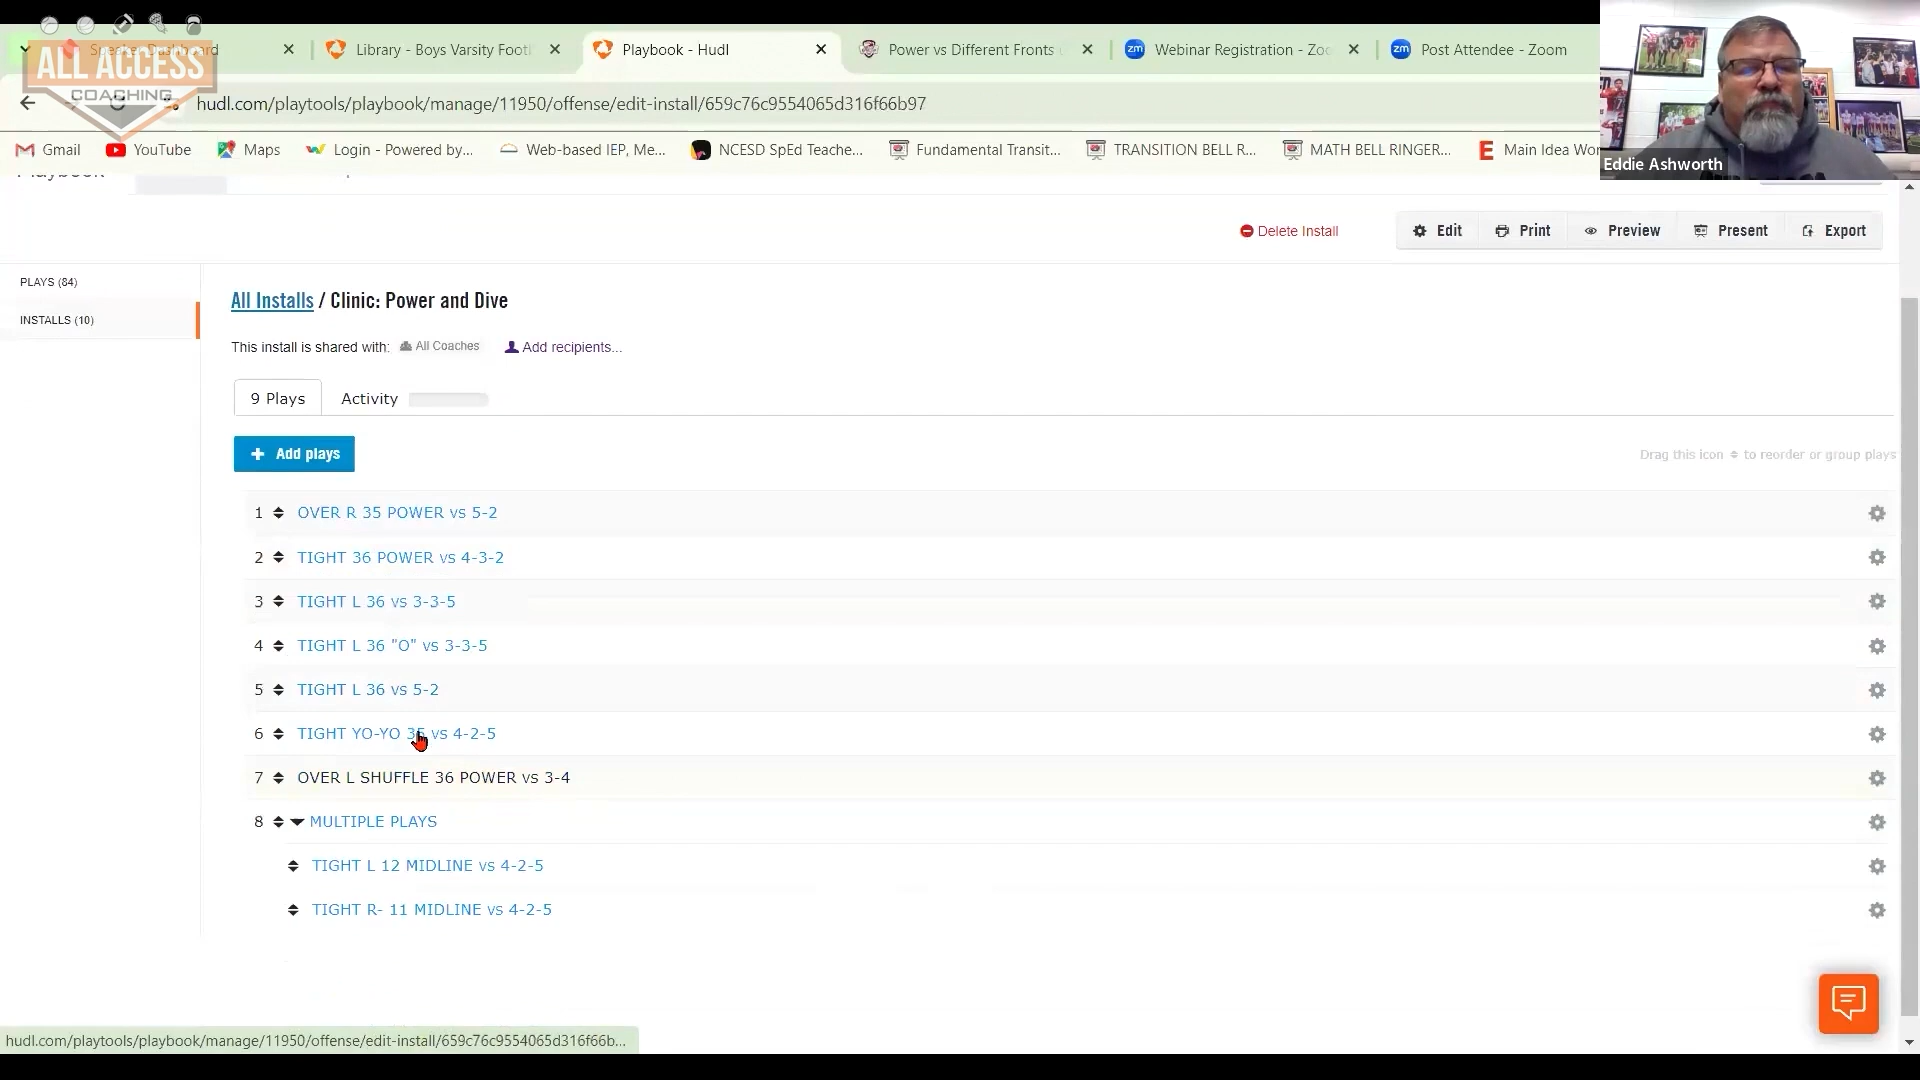 Speaker Dashboard
Library - Boys Varsity Footl
Playbook - Hudl
Power vs Different Fronts
Webinar Registration - Zoo
Post Attendee - Zoom
ALL ACCESS
COACHING
hudl.com/playtools/playbook/manage/11950/offense/edit-install/659c76c9554065d316f66b97
Gmail
YouTube
Maps
Login - Powered by...
Web-based IEP, Me...
NCESD SpEd Teache...
Fundamental Transit...
TRANSITION BELL R...
MATH BELL RINGER...
Main Idea Wo
Eddie Ashworth
Playbook
Delete Install
Edit
Print
Preview
Present
Export
PLAYS (84)
INSTALLS (10)
All Installs / Clinic: Power and Dive
This install is shared with: All Coaches Add recipients...
9 Plays
Activity
+ Add plays
Drag this icon to reorder or group plays
1 OVER R 35 POWER vs 5-2
2 TIGHT 36 POWER vs 4-3-2
3 TIGHT L 36 vs 3-3-5
4 TIGHT L 36 "O" vs 3-3-5
5 TIGHT L 36 vs 5-2
6 TIGHT YO-YO 35 vs 4-2-5
7 OVER L SHUFFLE 36 POWER vs 3-4
8 MULTIPLE PLAYS
TIGHT L 12 MIDLINE vs 4-2-5
TIGHT R- 11 MIDLINE vs 4-2-5
hudl.com/playtools/playbook/manage/11950/offense/edit-install/659c76c9554065d316f66b...